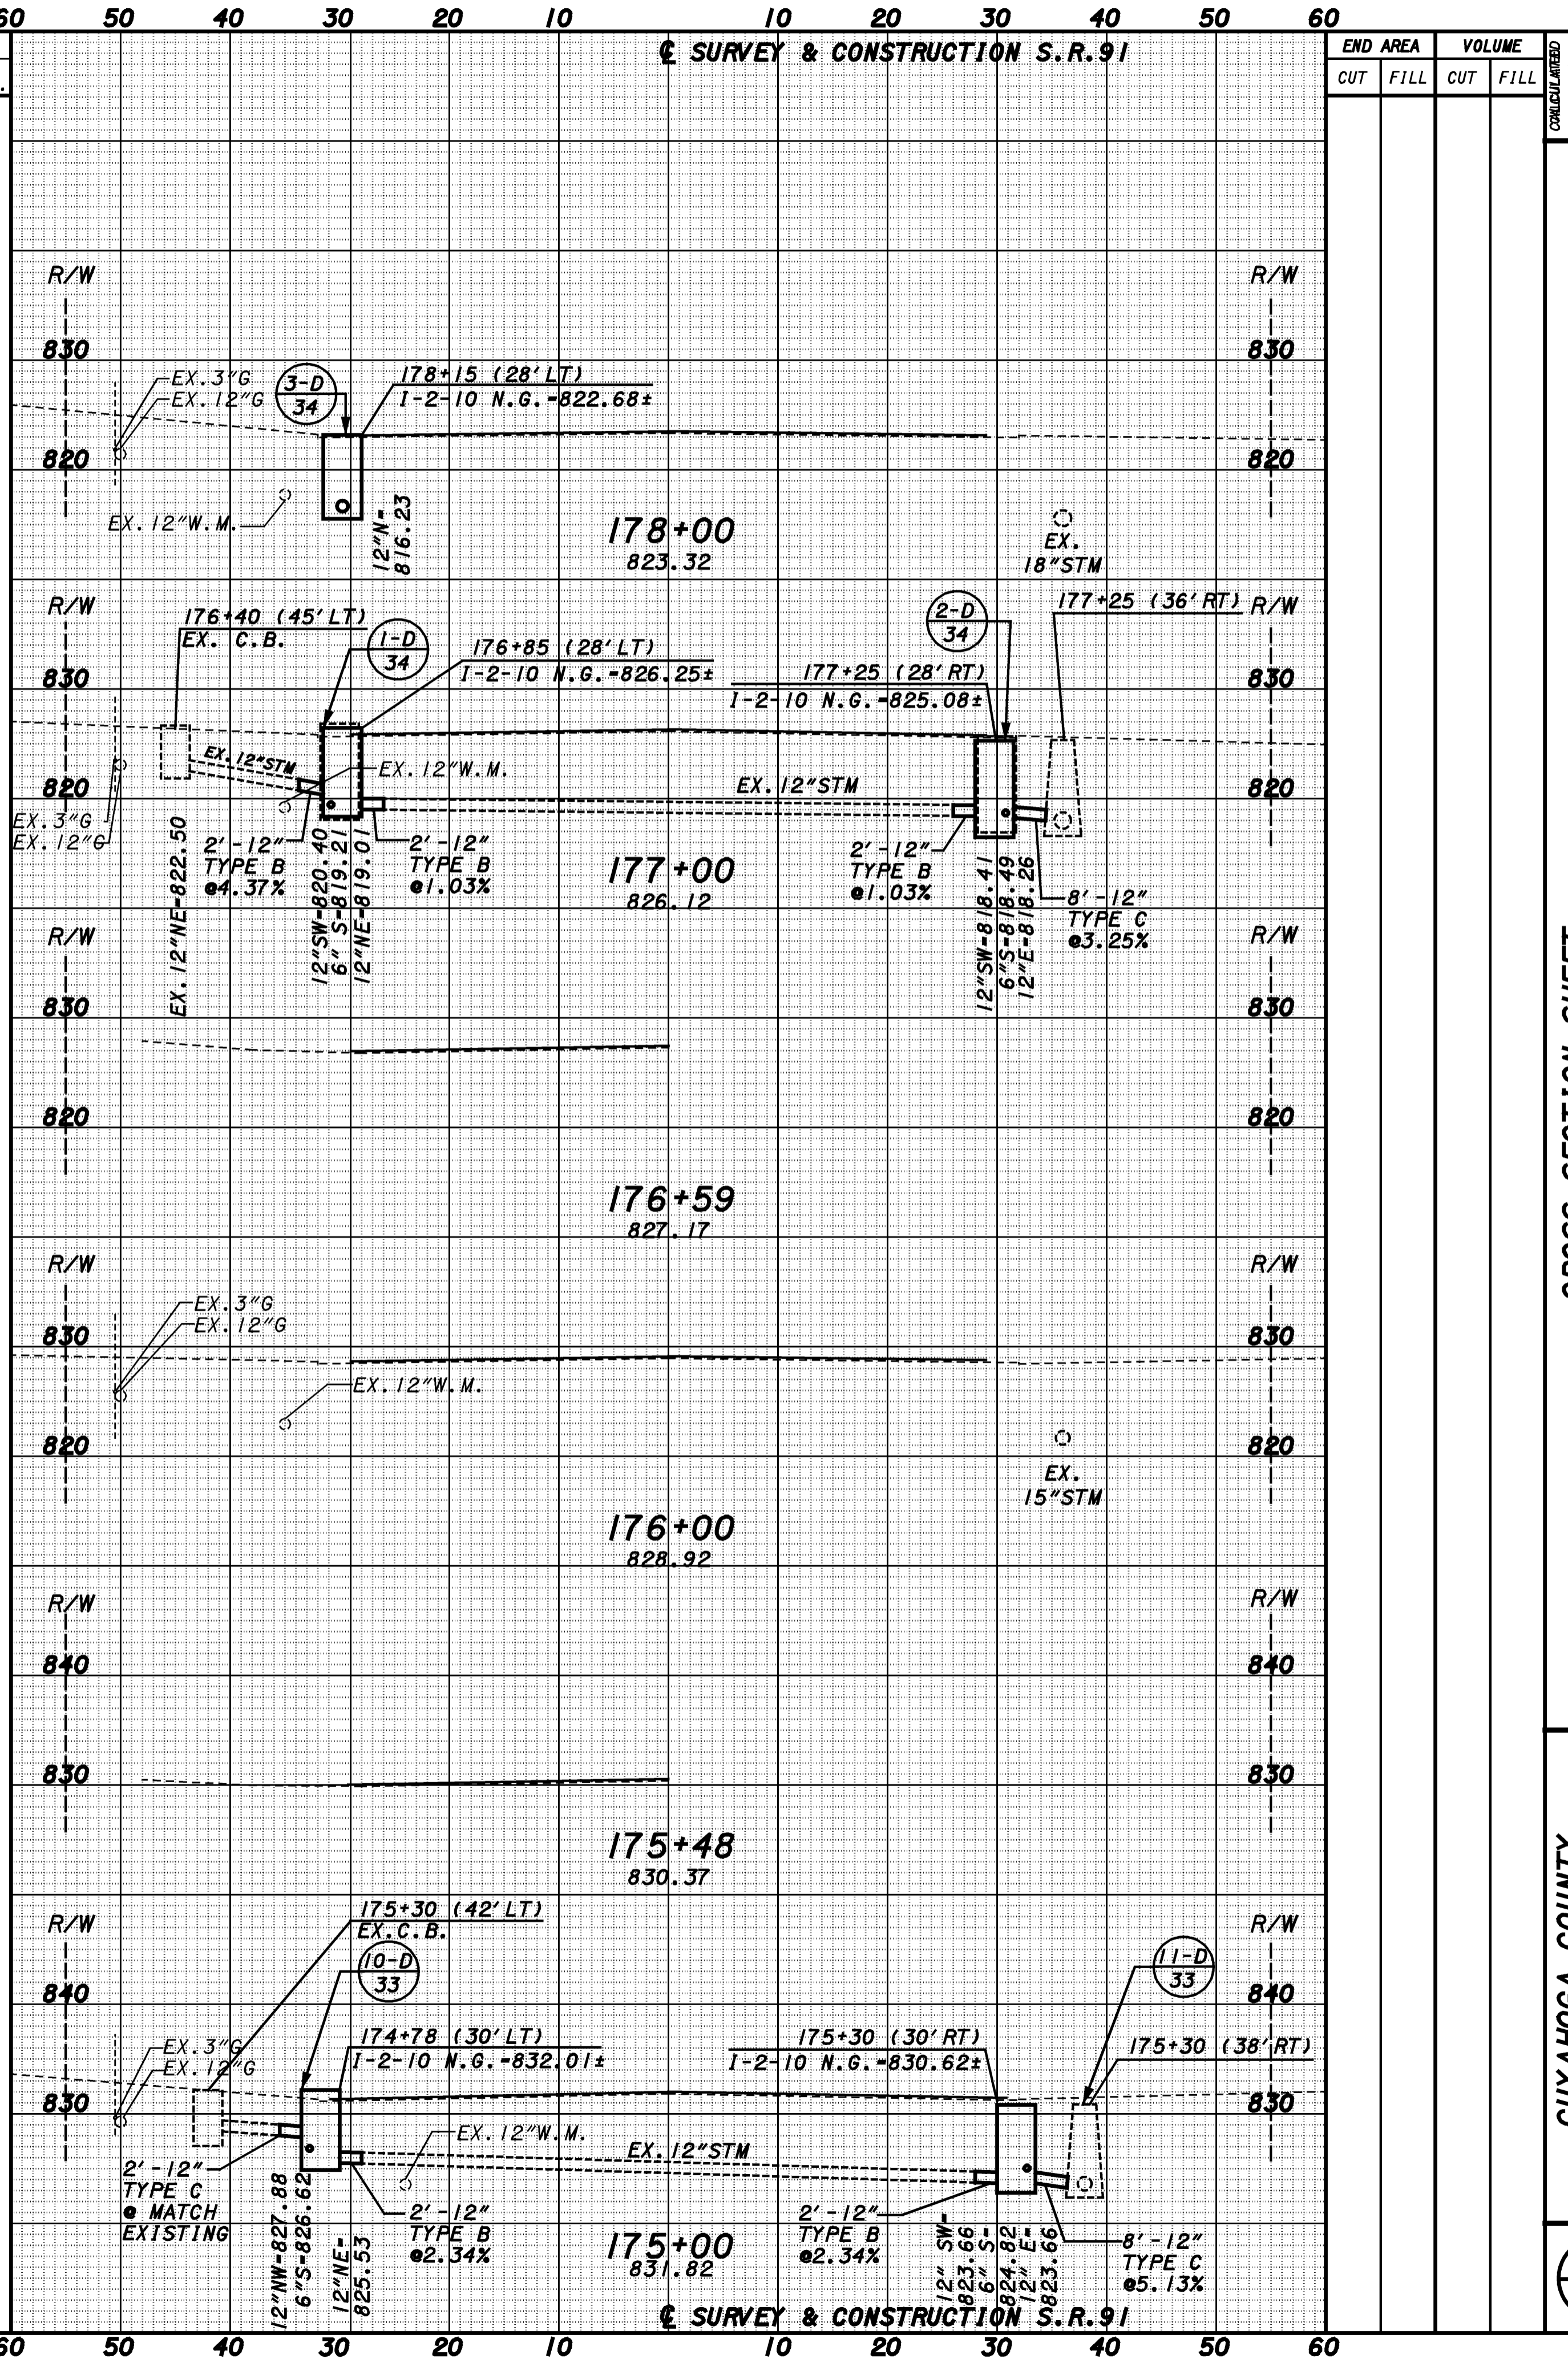 60 50 40 30 20 10 10 20 30 40 50 60
℄ SURVEY & CONSTRUCTION S.R.91
END AREA VOLUME
CUT FILL CUT FILL
R/W R/W
830 830
EX.3"G
EX.12"G
3-D
34
178+15 (28' LT)
I-2-10 N.G.=822.68±
820 820
EX.12"W.M.
12"N=
816.23
178+00
823.32
EX.
18"STM
R/W R/W
176+40 (45' LT)
EX. C.B.
1-D
34
176+85 (28' LT)
I-2-10 N.G.=826.25±
2-D
34
177+25 (28' RT)
I-2-10 N.G.=825.08±
177+25 (36' RT)
830 830
EX.12"STM
EX.12"W.M.
EX.12"STM
820 820
EX.3"G
EX.12"G
EX.12"NE=822.50
2'-12"
TYPE B
@4.37%
12"SW=820.40
6" S=819.21
12"NE=819.01
2'-12"
TYPE B
@1.03%
177+00
826.12
2'-12"
TYPE B
@1.03%
12"SW=818.41
6"S=818.49
12"E=818.26
8'-12"
TYPE C
@3.25%
R/W R/W
830 830
820 820
176+59
827.17
R/W R/W
EX.3"G
EX.12"G
830 830
EX.12"W.M.
820 820
EX.
15"STM
176+00
828.92
R/W R/W
840 840
830 830
175+48
830.37
R/W R/W
175+30 (42' LT)
EX.C.B.
10-D
33
11-D
33
840 840
EX.3"G
EX.12"G
174+78 (30' LT)
I-2-10 N.G.=832.01±
175+30 (30' RT)
I-2-10 N.G.=830.62±
175+30 (38' RT)
830 830
EX.12"W.M.
EX.12"STM
2'-12"
TYPE C
@ MATCH
EXISTING
12"NW=827.88
6"S=826.62
12"NE=
825.53
2'-12"
TYPE B
@2.34%
175+00
831.82
2'-12"
TYPE B
@2.34%
12" SW=
823.66
6" S=
824.82
12" E=
823.66
8'-12"
TYPE C
@5.13%
℄ SURVEY & CONSTRUCTION S.R.91
60 50 40 30 20 10 10 20 30 40 50 60
CROSS SECTION SHEET
CUYAHOGA COUNTY